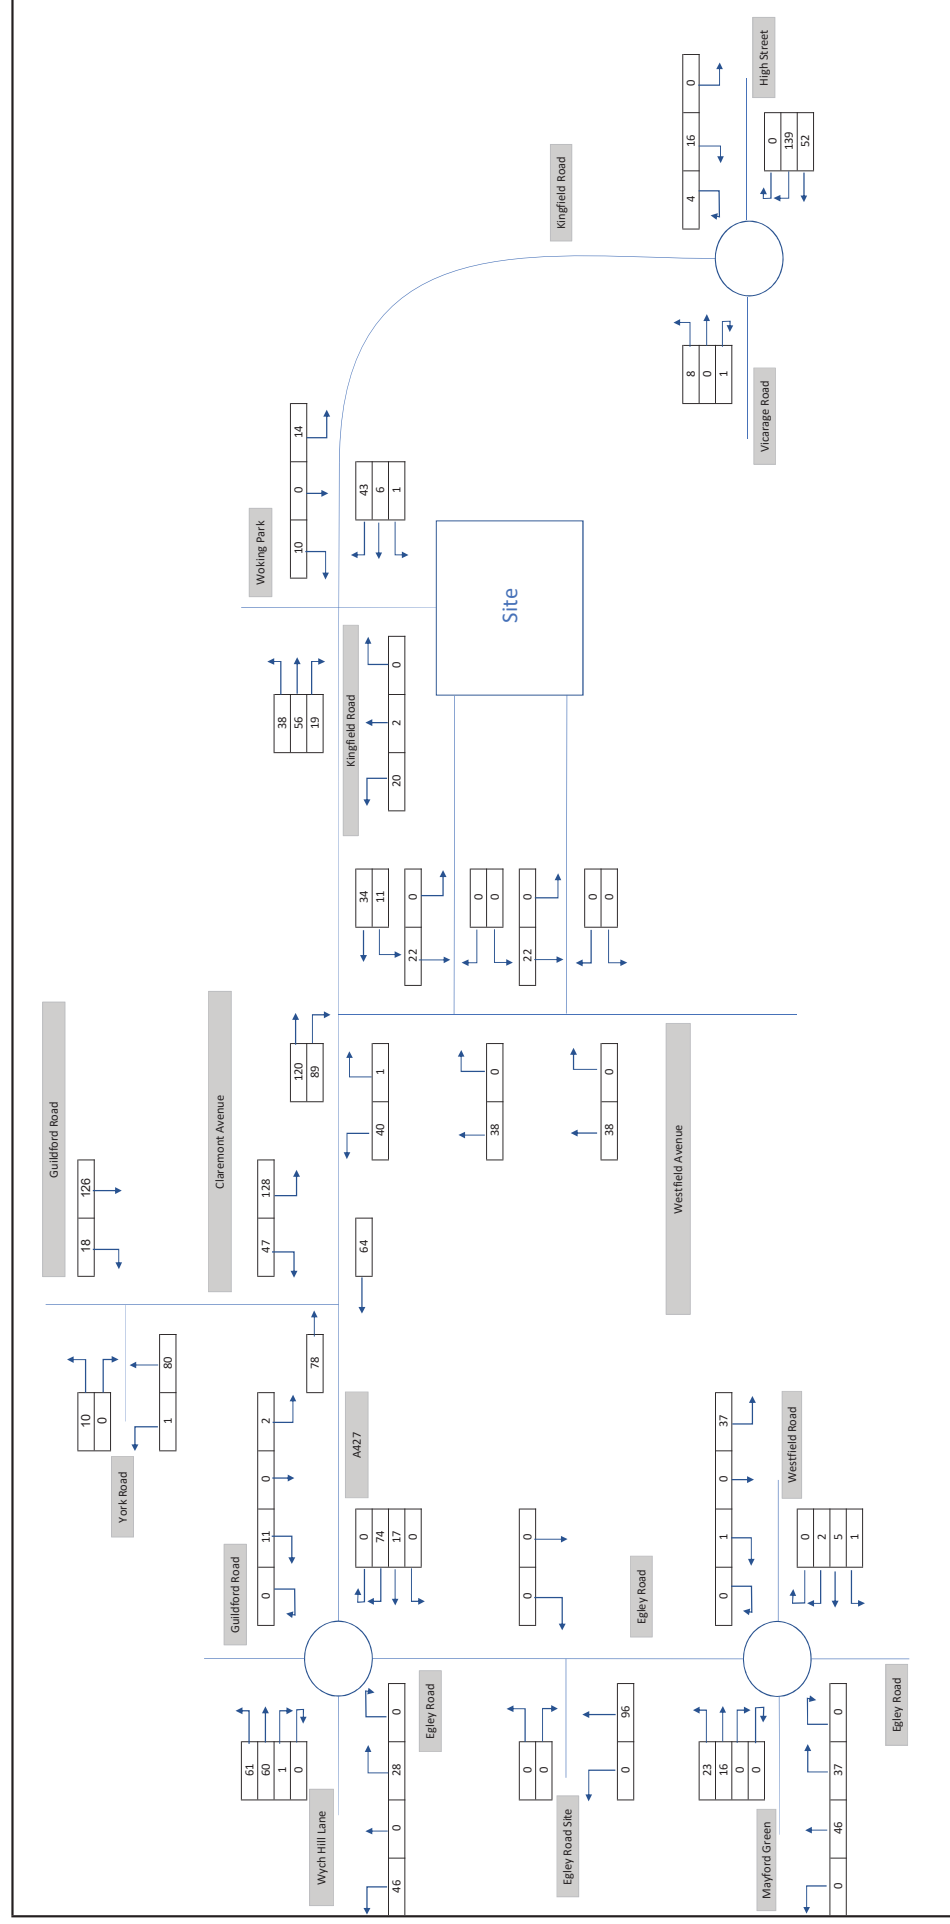 Guildford Road
18 126
10
0
York Road
1 80
Claremont Avenue
47 128
Guildford Road
0 11 0 2
61
60
1
0
78
120
89
38
56
19
Woking Park
10 0 14
Wych Hill Lane
A427
Kingfield Road
0
74
17
0
64
40 1
34
11
20 2 0
43
6
1
46 0 28 0
Egley Road
22 0
38 0
0
0
Site
Kingfield Road
0
0
0 0
22 0
Egley Road Site
0 96
Egley Road
38 0
0
0
Westfield Avenue
8
0
1
4 16 0
23
16
0
0
0 1 0 37
Mayford Green
Westfield Road
Vicarage Road
High Street
0
139
52
0
2
5
1
0 46 37 0
Egley Road